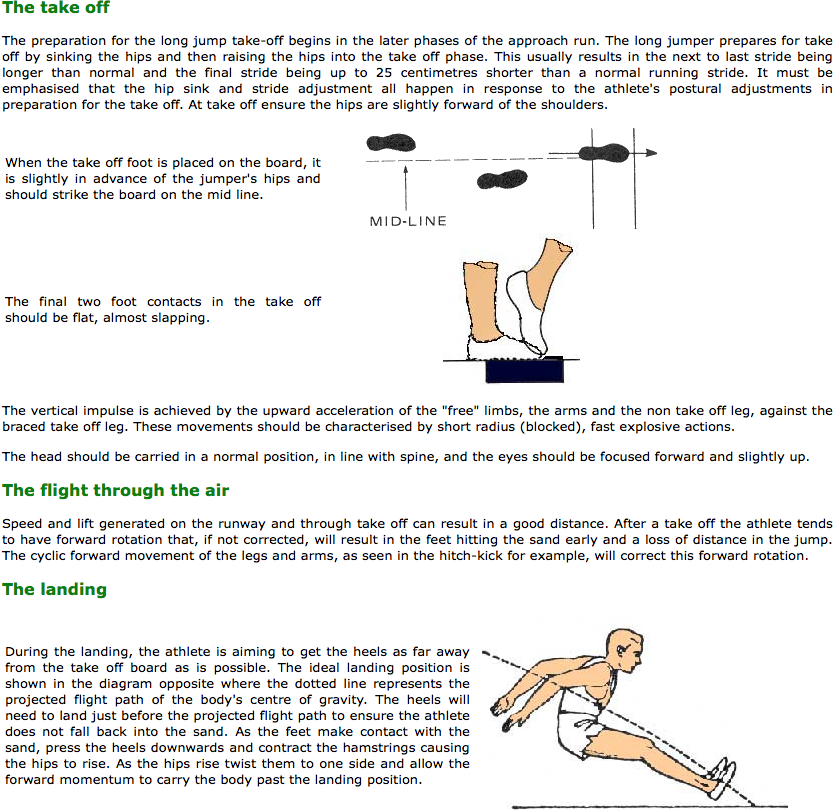 The take off
The preparation for the long jump take-off begins in the later phases of the approach run. The long jumper prepares for take
off by sinking the hips and then raising the hips into the take off phase. This usually results in the next to last stride being
longer than normal and the final stride being up to 25 centimetres shorter than a normal running stride. It must be
emphasised that the hip sink and stride adjustment all happen in response to the athlete's postural adjustments in
preparation for the take off. At take off ensure the hips are slightly forward of the shoulders.
When the take off foot is placed on the board, it
is slightly in advance of the jumper's hips and
should strike the board on the mid line.
MID-LINE
The final two foot contacts in the take off
should be flat, almost slapping.
The vertical impulse is achieved by the upward acceleration of the "free" limbs, the arms and the non take off leg, against the
braced take off leg. These movements should be characterised by short radius (blocked), fast explosive actions.
The head should be carried in a normal position, in line with spine, and the eyes should be focused forward and slightly up.
The flight through the air
Speed and lift generated on the runway and through take off can result in a good distance. After a take off the athlete tends
to have forward rotation that, if not corrected, will result in the feet hitting the sand early and a loss of distance in the jump.
The cyclic forward movement of the legs and arms, as seen in the hitch-kick for example, will correct this forward rotation.
The landing
During the landing, the athlete is aiming to get the heels as far away
from the take off board as is possible. The ideal landing position is
shown in the diagram opposite where the dotted line represents the
projected flight path of the body's centre of gravity. The heels will
need to land just before the projected flight path to ensure the athlete
does not fall back into the sand. As the feet make contact with the
sand, press the heels downwards and contract the hamstrings causing
the hips to rise. As the hips rise twist them to one side and allow the
forward momentum to carry the body past the landing position.